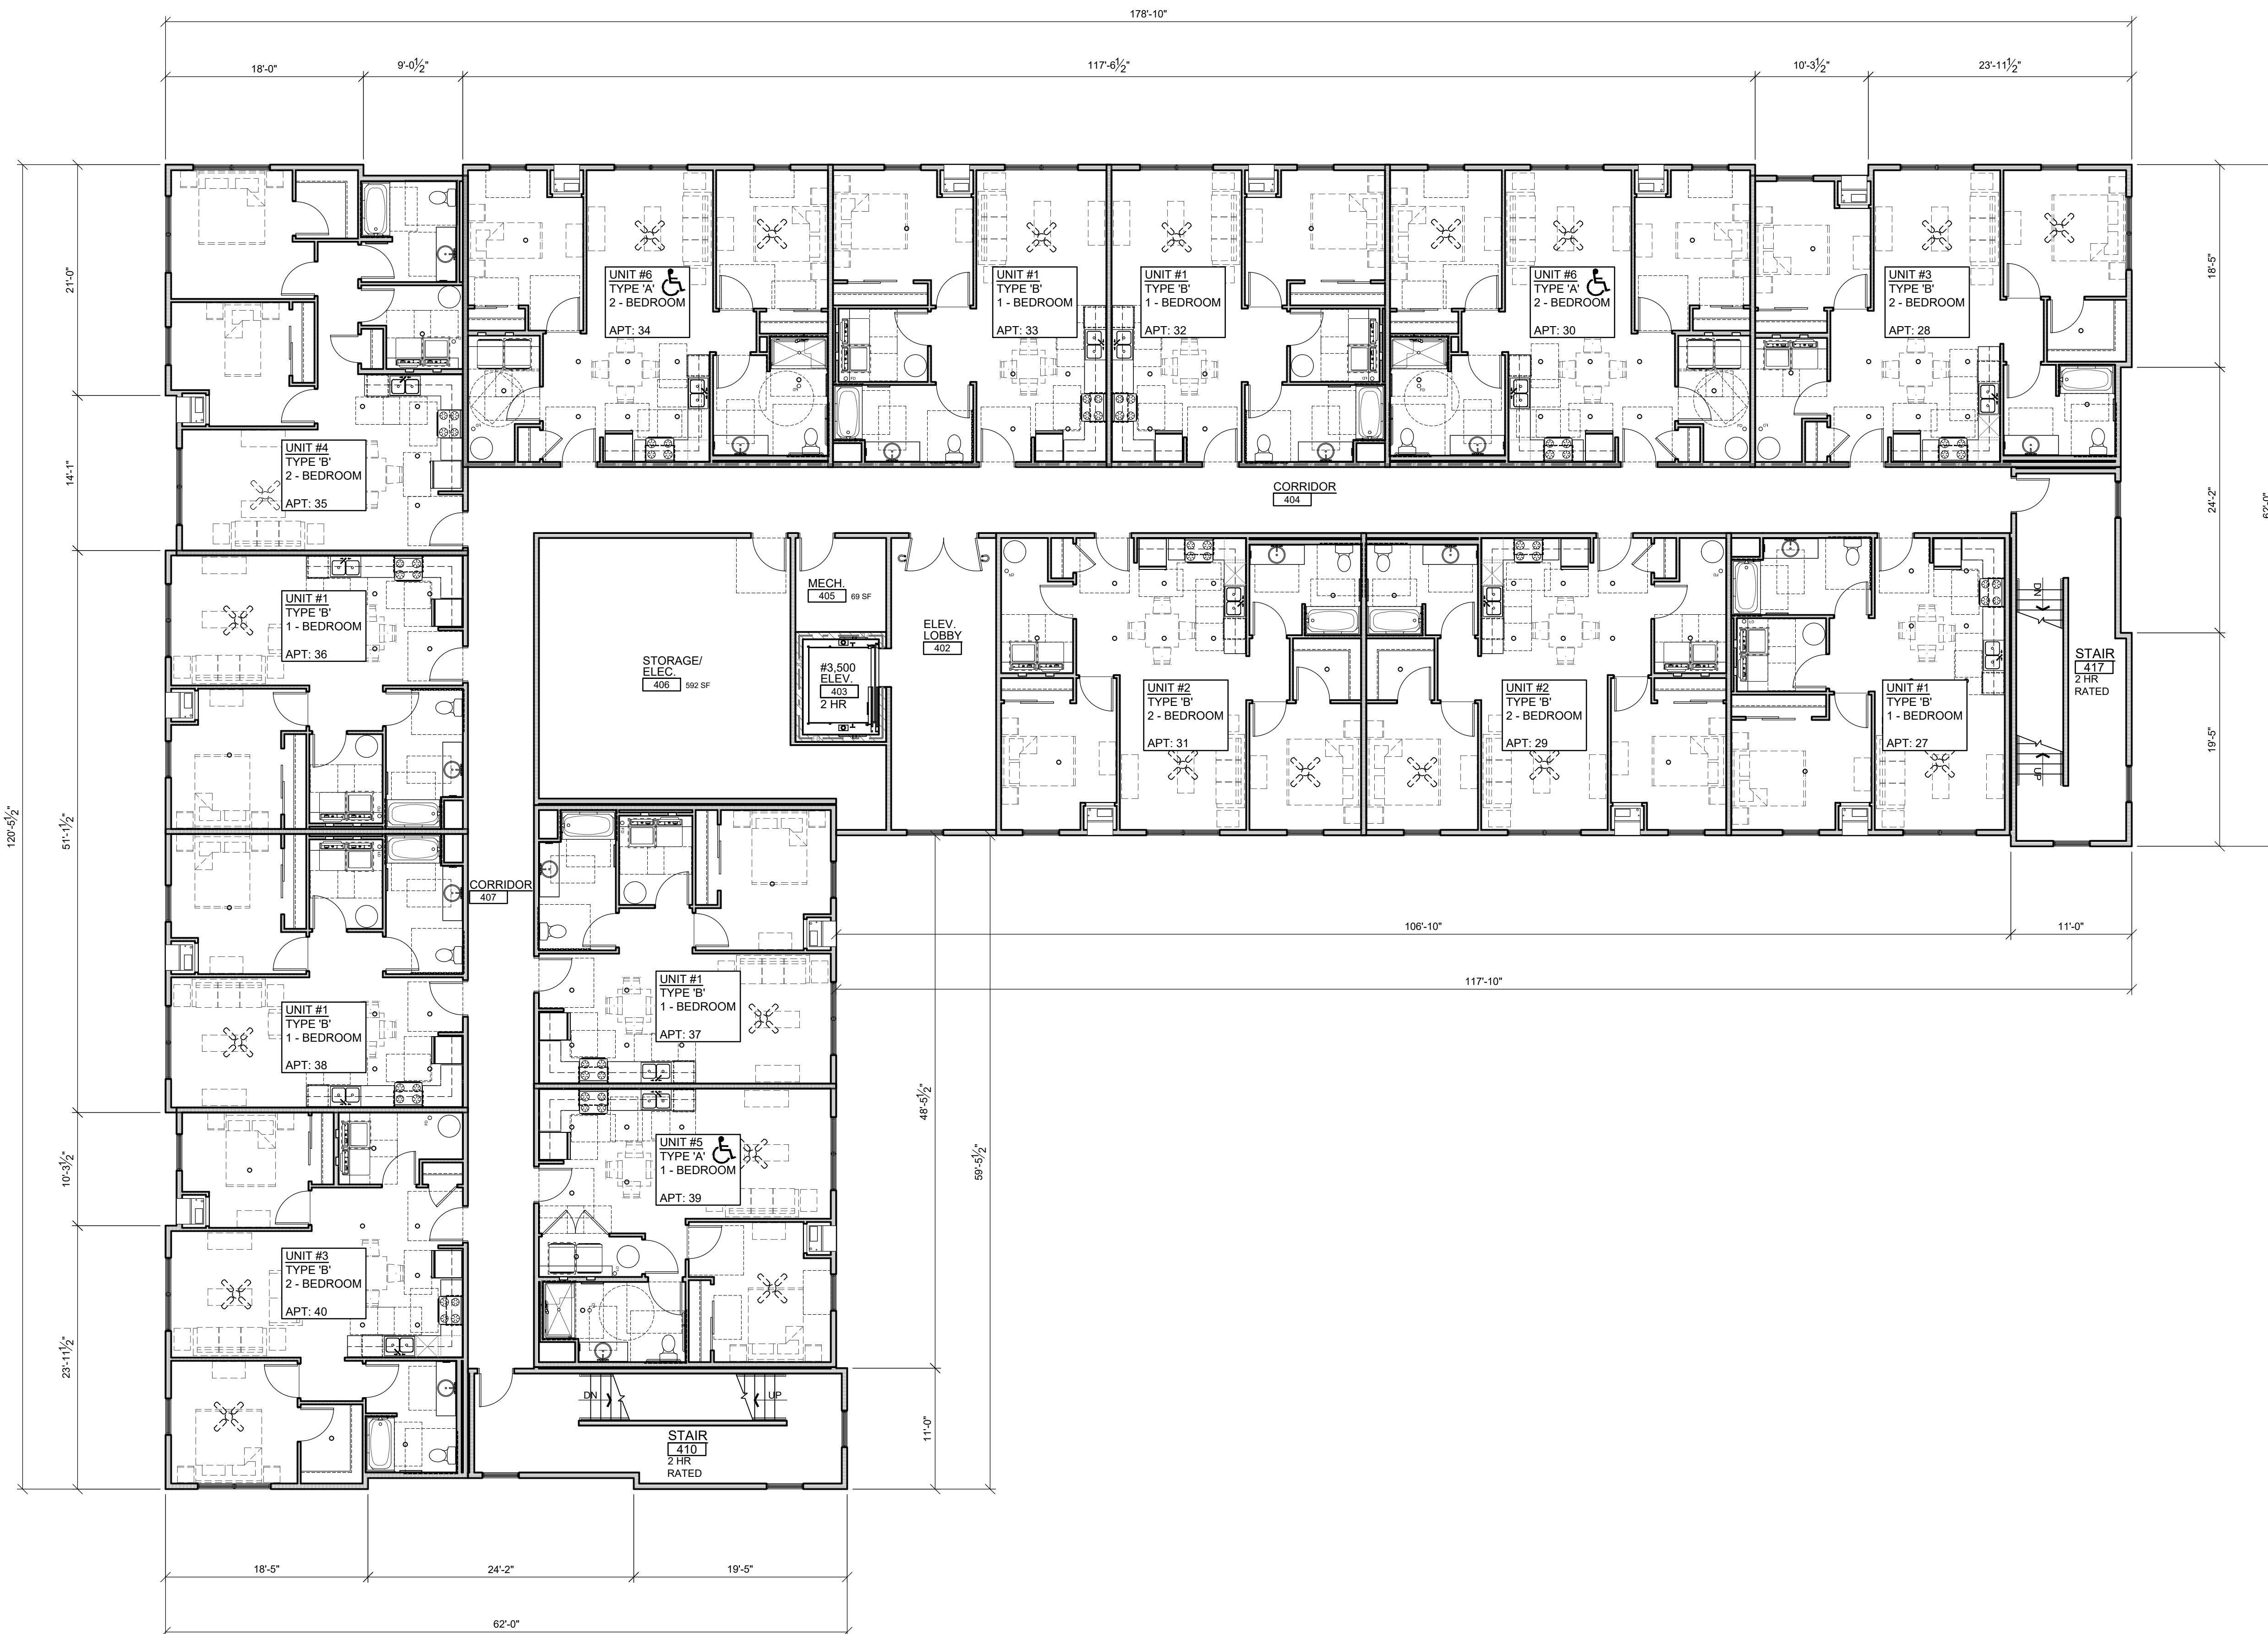 178'-10"
18'-0"
9'-0½"
117'-6½"
10'-3½"
23'-11½"
21'-0"
14'-1"
51'-1½"
10'-3½"
23'-11½"
120'-5½"
18'-5"
24'-2"
19'-5"
62'-0"
UNIT #6
TYPE 'A'
2 - BEDROOM
APT: 34
UNIT #1
TYPE 'B'
1 - BEDROOM
APT: 33
UNIT #1
TYPE 'B'
1 - BEDROOM
APT: 32
UNIT #6
TYPE 'A'
2 - BEDROOM
APT: 30
UNIT #3
TYPE 'B'
2 - BEDROOM
APT: 28
UNIT #4
TYPE 'B'
2 - BEDROOM
APT: 35
CORRIDOR
404
UNIT #1
TYPE 'B'
1 - BEDROOM
APT: 36
STORAGE/
ELEC.
406 592 SF
MECH.
405 69 SF
#3,500
ELEV.
403
2 HR
ELEV.
LOBBY
402
UNIT #2
TYPE 'B'
2 - BEDROOM
APT: 31
UNIT #2
TYPE 'B'
2 - BEDROOM
APT: 29
UNIT #1
TYPE 'B'
1 - BEDROOM
APT: 27
DN
UP
STAIR
417
2 HR
RATED
CORRIDOR
407
106'-10"
11'-0"
117'-10"
UNIT #1
TYPE 'B'
1 - BEDROOM
APT: 37
UNIT #1
TYPE 'B'
1 - BEDROOM
APT: 38
UNIT #5
TYPE 'A'
1 - BEDROOM
APT: 39
48'-5½"
59'-5½"
11'-0"
UNIT #3
TYPE 'B'
2 - BEDROOM
APT: 40
DN
UP
STAIR
410
2 HR
RATED
18'-5"
24'-2"
19'-5"
62'-0"